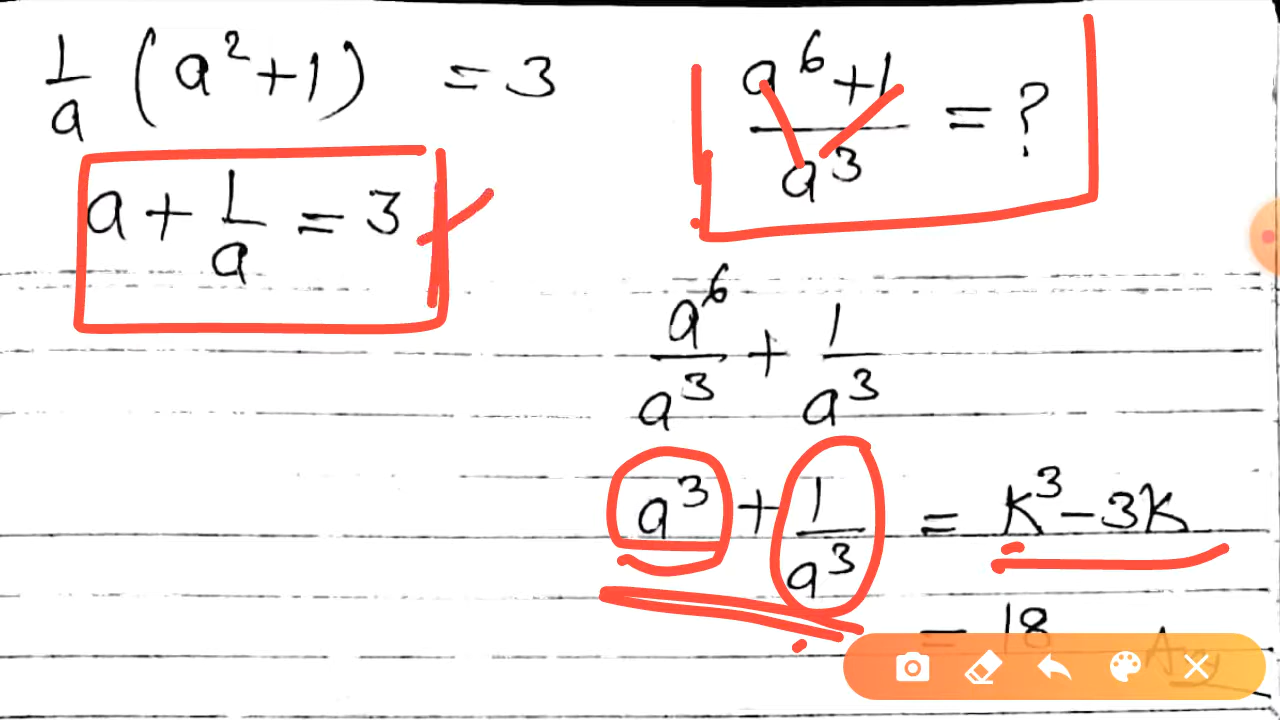 1/a (a² + 1) = 3
a⁶ + 1 / a³ = ?
a + 1/a = 3
a⁶/a³ + 1/a³
a³ + 1/a³ = K³ - 3K
= 18